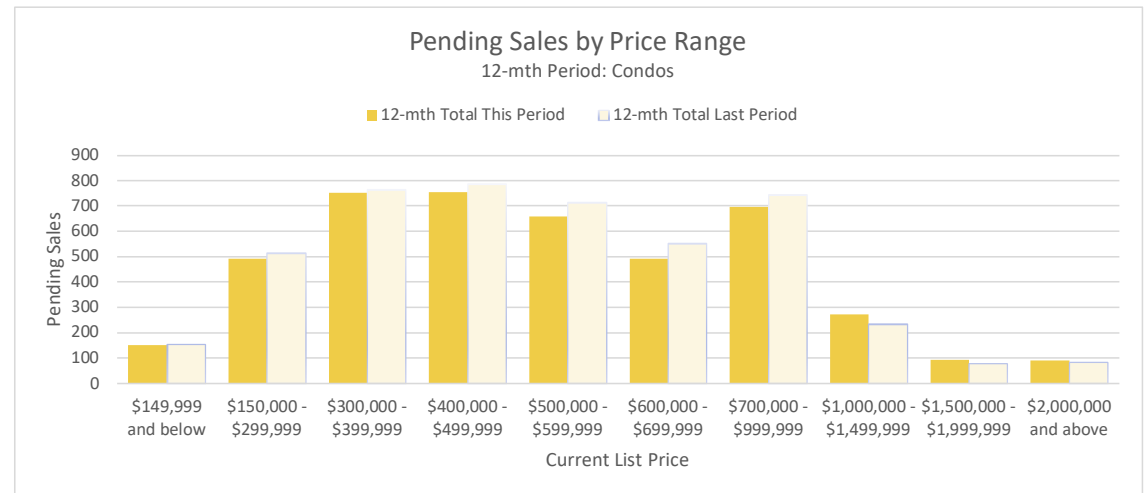 Pending Sales by Price Range
12-mth Period: Condos
12-mth Total This Period 12-mth Total Last Period
900
800
700
600
500
400
300
200
100
0
Pending Sales
$149,999 and below
$150,000 - $299,999
$300,000 - $399,999
$400,000 - $499,999
$500,000 - $599,999
$600,000 - $699,999
$700,000 - $999,999
$1,000,000 - $1,499,999
$1,500,000 - $1,999,999
$2,000,000 and above
Current List Price